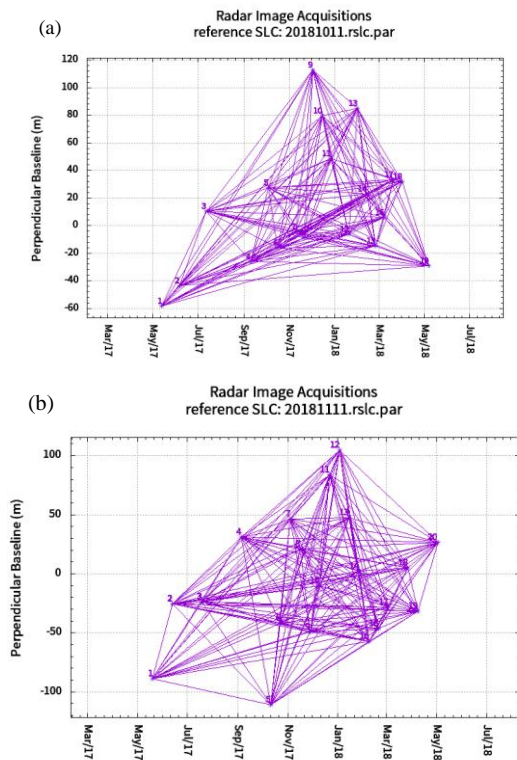 (a)
Radar Image Acquisitions
reference SLC: 20181011.rslc.par
Perpendicular Baseline (m)
120
100
80
60
40
20
0
-20
-40
-60
9
13
10
3
2
1
Mar/17
May/17
Jul/17
Sep/17
Nov/17
Jan/18
Mar/18
May/18
Jul/18
(b)
Radar Image Acquisitions
reference SLC: 20181111.rslc.par
Perpendicular Baseline (m)
100
50
0
-50
-100
12
11
7
4
20
2
3
1
5
Mar/17
May/17
Jul/17
Sep/17
Nov/17
Jan/18
Mar/18
May/18
Jul/18